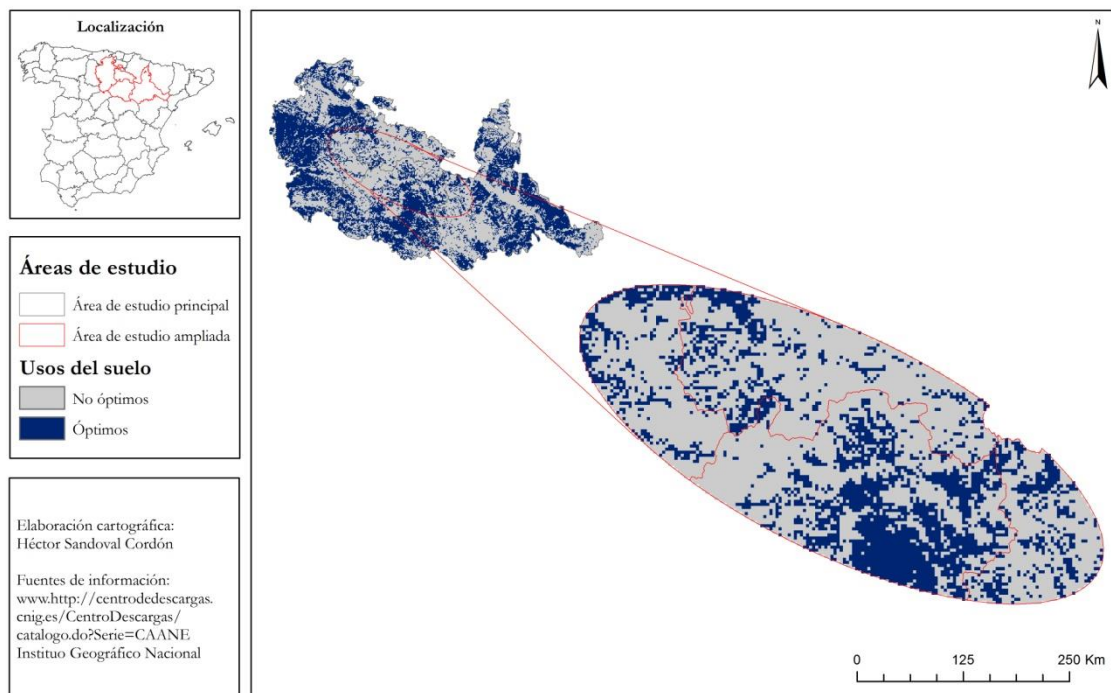 Localización
N
Áreas de estudio
Área de estudio principal
Área de estudio ampliada
Usos del suelo
No óptimos
Óptimos
Elaboración cartográfica:
Héctor Sandoval Cordón
Fuentes de información:
www.http://centrodedescargas.
cnig.es/CentroDescargas/
catalogo.do?Serie=CAANE
Instituo Geográfico Nacional
0 125 250 Km